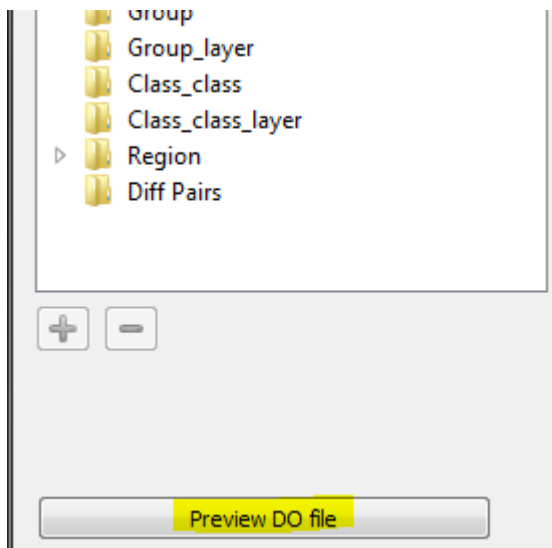 Group
Group_layer
Class_class
Class_class_layer
Region
Diff Pairs
Preview DO file